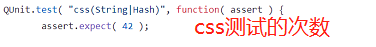 QUnit.test( "css(String|Hash)", function( assert ) {
assert.expect( 42 );
css测试的次数